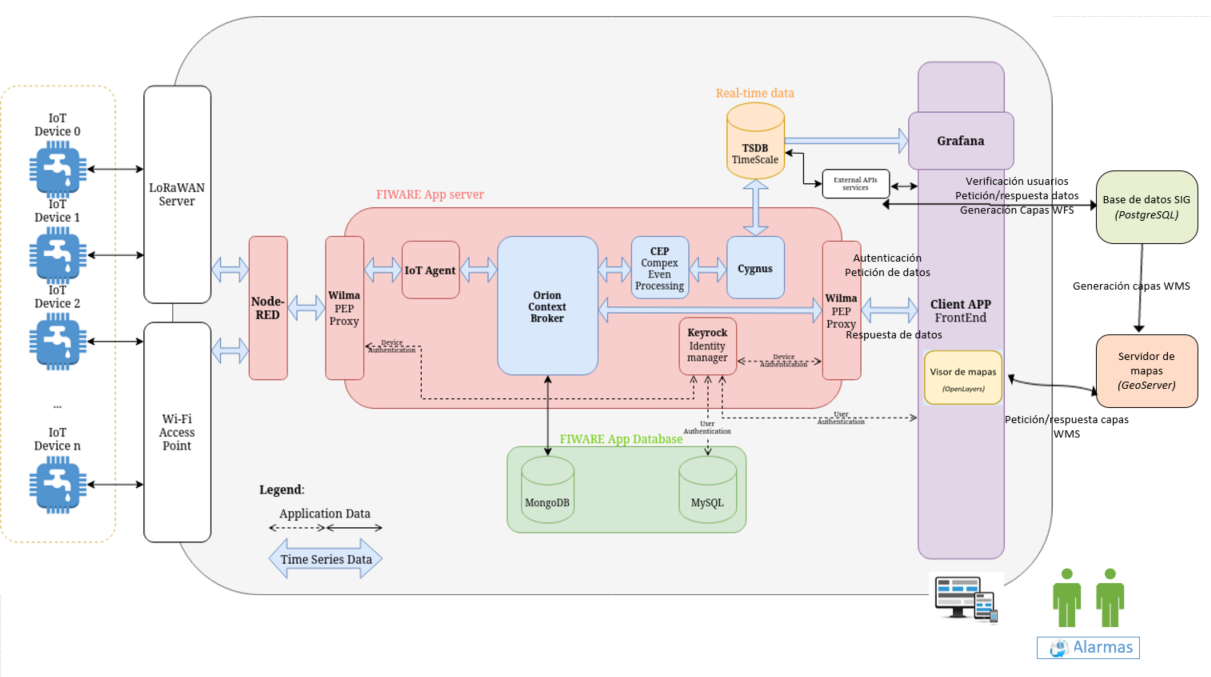 Real-time data
IoT
Device 0
IoT
Device 1
IoT
Device 2
...
IoT
Device n
LoRaWAN
Server
Wi-Fi
Access
Point
Node-
RED
FIWARE App server
Wilma
PEP
Proxy
IoT Agent
Orion
Context
Broker
CEP
Compex
Even
Processing
Cygnus
TSDB
TimeScale
External APIs
services
Keyrock
Identity
manager
Wilma
PEP
Proxy
Device
Authentication
Device
Authentication
User
Authentication
User
Authentication
FIWARE App Database
MongoDB
MySQL
Legend:
Application Data
Time Series Data
Grafana
Verificación usuarios
Petición/respuesta datos
Generación Capas WFS
Autenticación
Petición de datos
Client APP
FrontEnd
Respuesta de datos
Visor de mapas
(OpenLayers)
Base de datos SIG
(PostgreSQL)
Generación capas WMS
Servidor de
mapas
(GeoServer)
Petición/respuesta capas
WMS
Alarmas